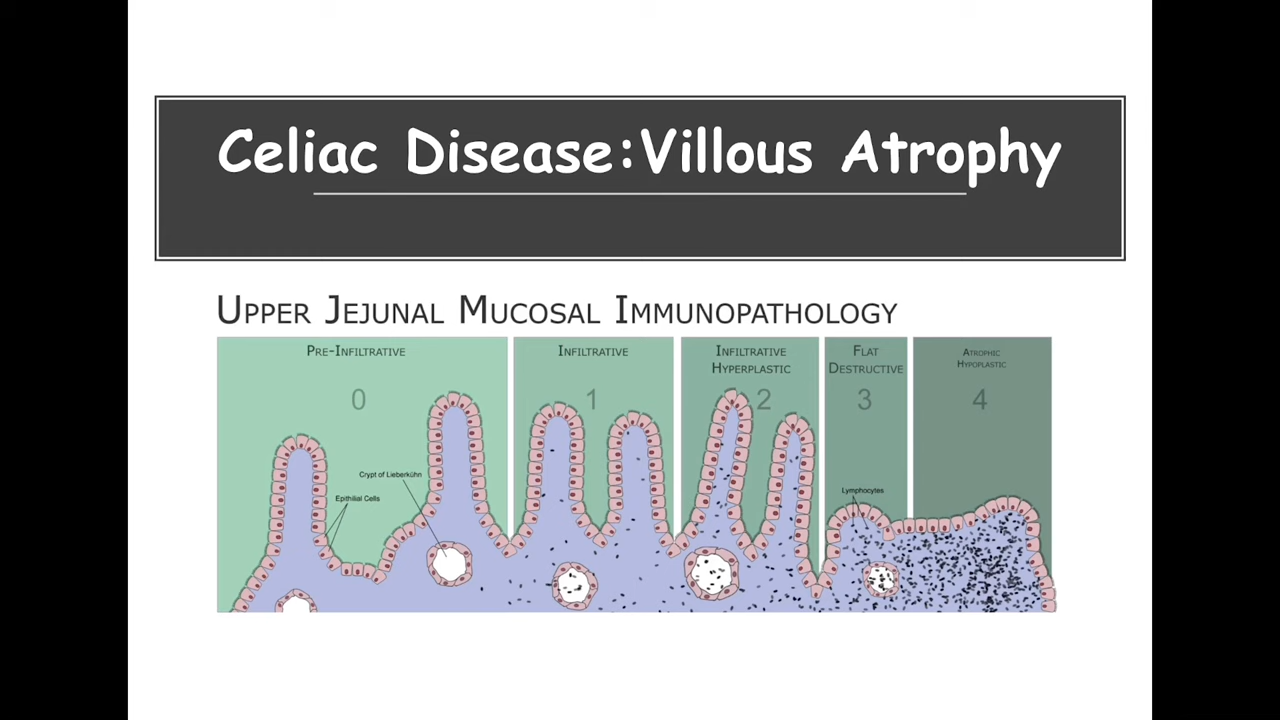 Celiac Disease:Villous Atrophy
UPPER JEJUNAL MUCOSAL IMMUNOPATHOLOGY
PRE-INFILTRATIVE
0
INFILTRATIVE
1
INFILTRATIVE
HYPERPLASTIC
2
FLAT
DESTRUCTIVE
3
ATROPHIC
HYPOPLASTIC
4
Crypt of Lieberkühn
Epithilial Cells
Lymphocytes